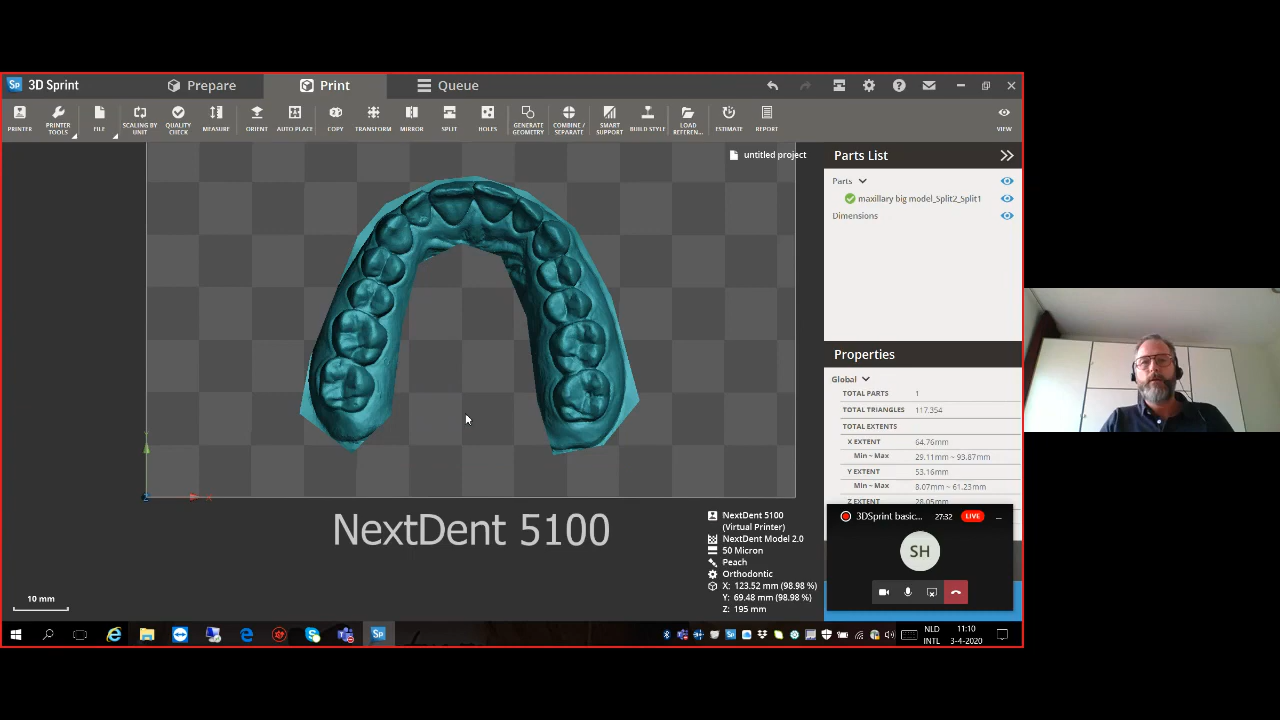 Sp 3D Sprint
Prepare
Print
Queue
PRINTER
PRINTER TOOLS
FILE
SCALING BY UNIT
QUALITY CHECK
MEASURE
ORIENT
AUTO PLACE
COPY
TRANSFORM
MIRROR
SPLIT
HOLES
GENERATE GEOMETRY
COMBINE / SEPARATE
SMART SUPPORT
BUILD STYLE
LOAD REFEREN...
ESTIMATE
REPORT
VIEW
untitled project
Parts List
Parts
maxillary big model_Split2_Split1
Dimensions
Properties
Global
TOTAL PARTS 1
TOTAL TRIANGLES 117,354
TOTAL EXTENTS
X EXTENT 64.76mm
Min ~ Max 29.11mm ~ 93.87mm
Y EXTENT 53.16mm
Min ~ Max 8.07mm ~ 61.23mm
Z EXTENT 28.05mm
3DSprint basic... 27:32 LIVE
SH
NextDent 5100
NextDent 5100
(Virtual Printer)
NextDent Model 2.0
50 Micron
Peach
Orthodontic
X: 123.52 mm (98.98 %)
Y: 69.48 mm (98.98 %)
Z: 195 mm
10 mm
Sp
NLD
INTL
11:10
3-4-2020